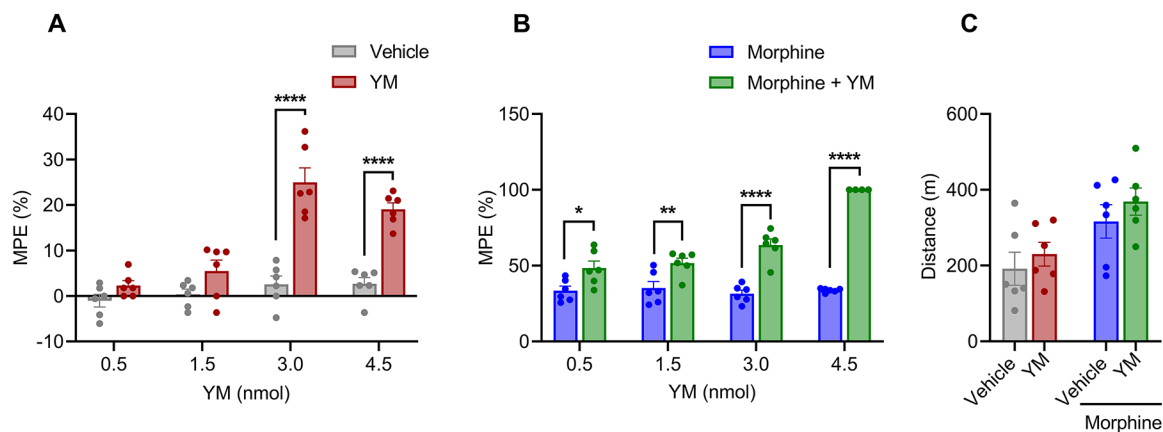 A
Vehicle
YM
****
****
MPE (%)
40
30
20
10
0
-10
0.5
1.5
3.0
4.5
YM (nmol)
B
Morphine
Morphine + YM
*
**
****
****
MPE (%)
150
100
50
0
0.5
1.5
3.0
4.5
YM (nmol)
C
Distance (m)
600
400
200
0
Vehicle
YM
Vehicle
YM
Morphine